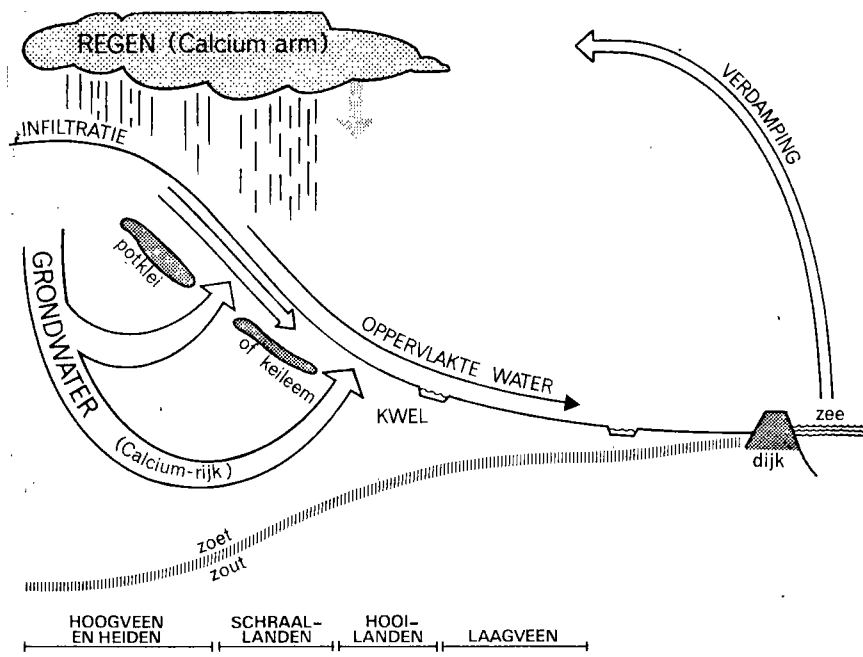 REGEN (Calcium arm)
INFILTRATIE
VERDAMPING
potklei
GRONDWATER
of keileem
OPPERVLAKTE WATER
KWEL
(Calcium-rijk)
zee
dijk
zoet
zout
HOOGVEEN
EN HEIDEN
SCHRAAL-
LANDEN
HOOI-
LANDEN
LAAGVEEN